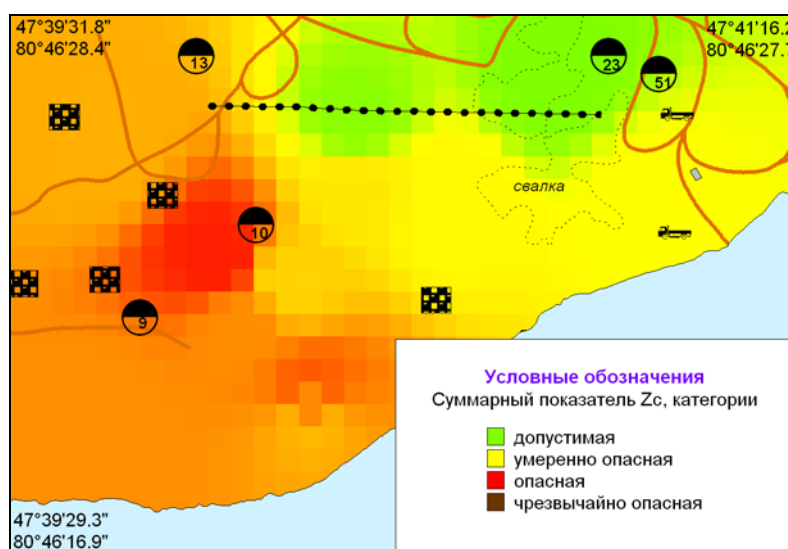 47°39'31.8"
80°46'28.4"
47°41'16.2
80°46'27.7
13
23
51
свалка
10
9
Условные обозначения
Суммарный показатель Zc, категории
допустимая
умеренно опасная
опасная
чрезвычайно опасная
47°39'29.3"
80°46'16.9"